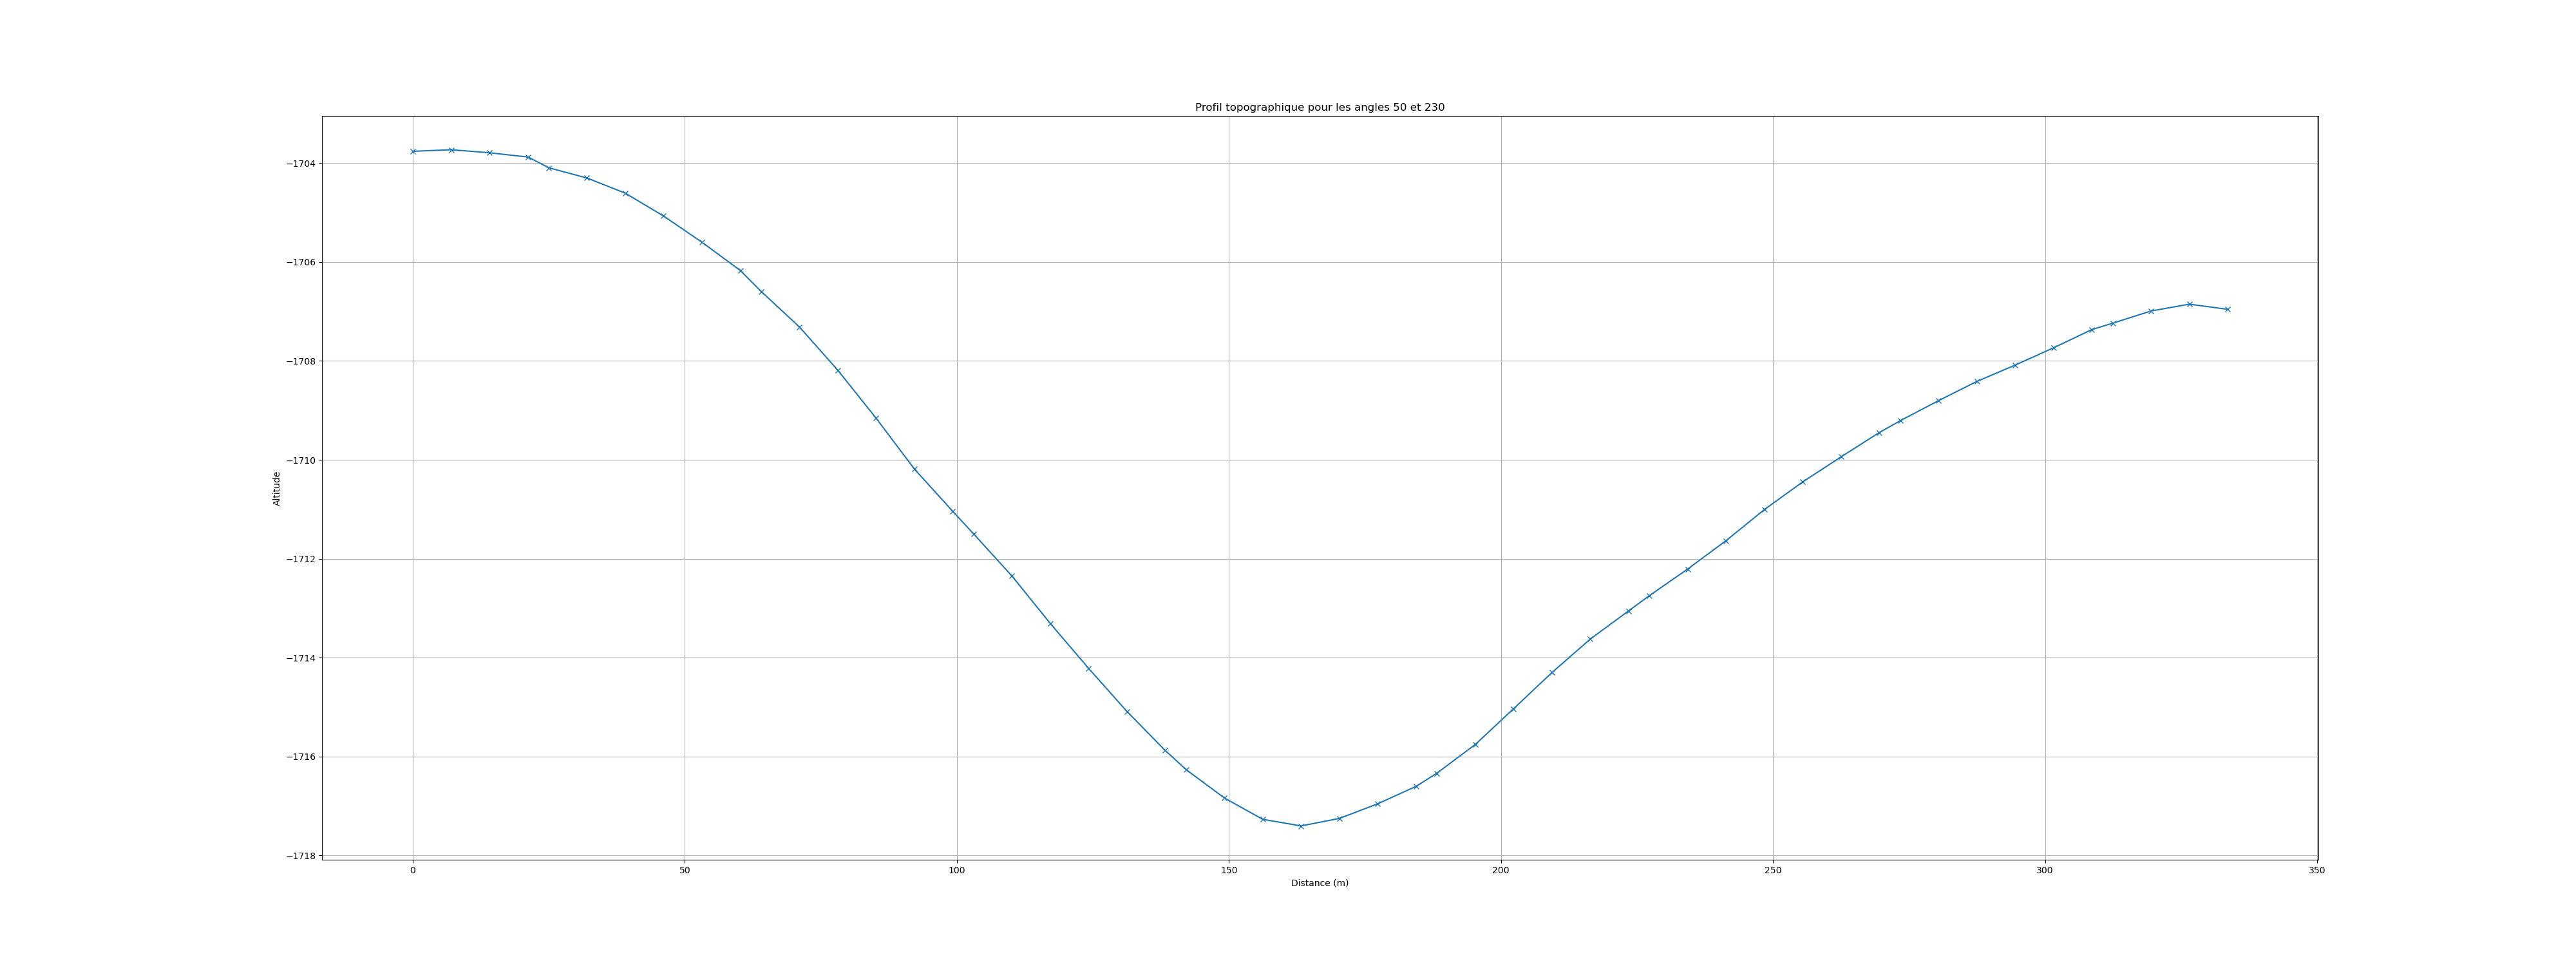 Profil topographique pour les angles 50 et 230
−1704
−1706
−1708
−1710
−1712
−1714
−1716
−1718
Altitude
0 50 100 150 200 250 300 350
Distance (m)